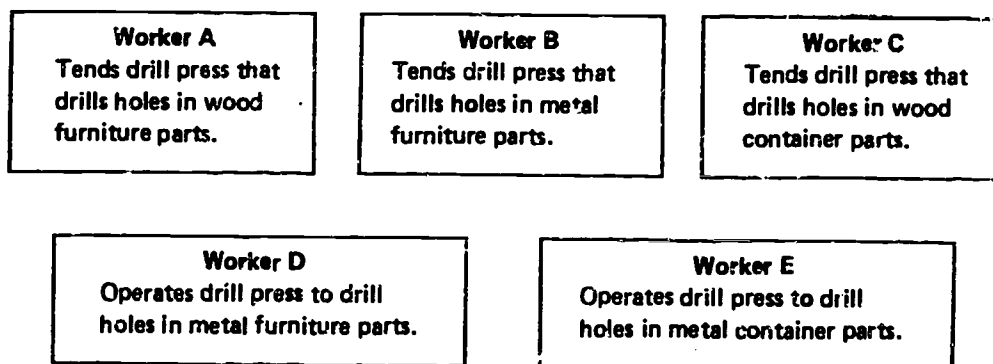 Worker A
Tends drill press that
drills holes in wood
furniture parts.
Worker B
Tends drill press that
drills holes in metal
furniture parts.
Worker C
Tends drill press that
drills holes in wood
container parts.
Worker D
Operates drill press to drill
holes in metal furniture parts.
Worker E
Operates drill press to drill
holes in metal container parts.